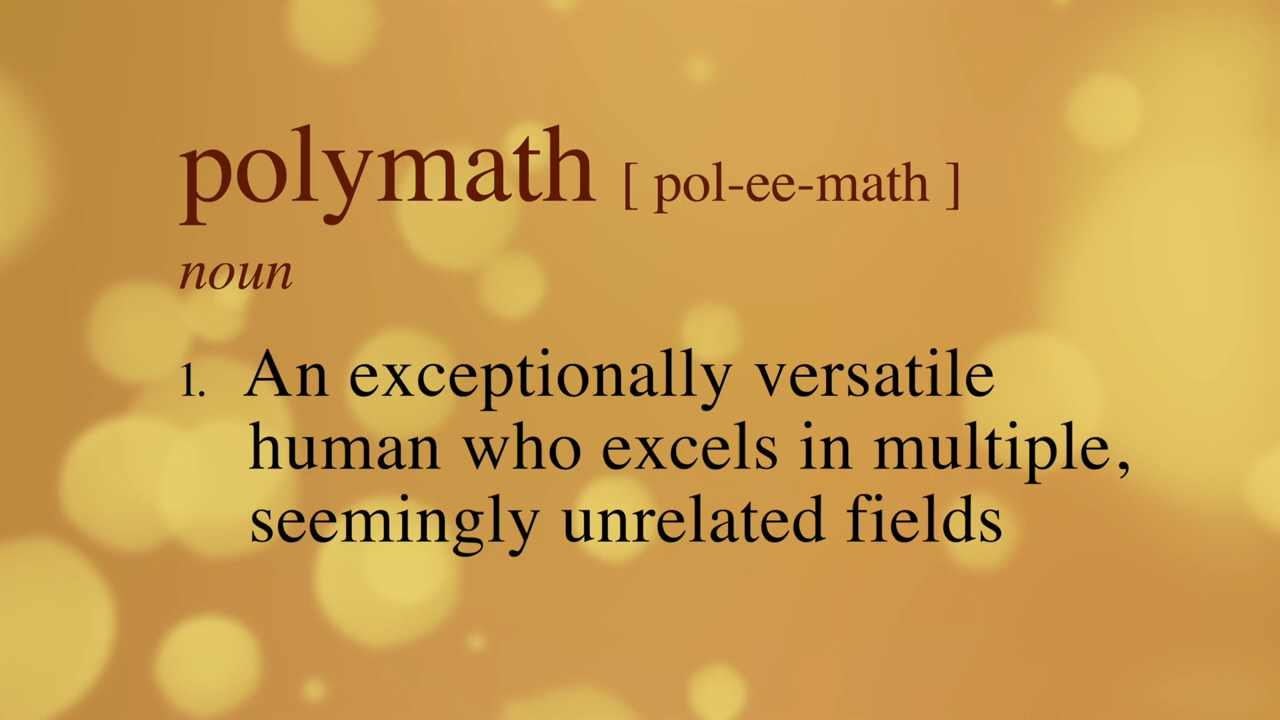 polymath [ pol-ee-math ]
noun
1. An exceptionally versatile
human who excels in multiple,
seemingly unrelated fields